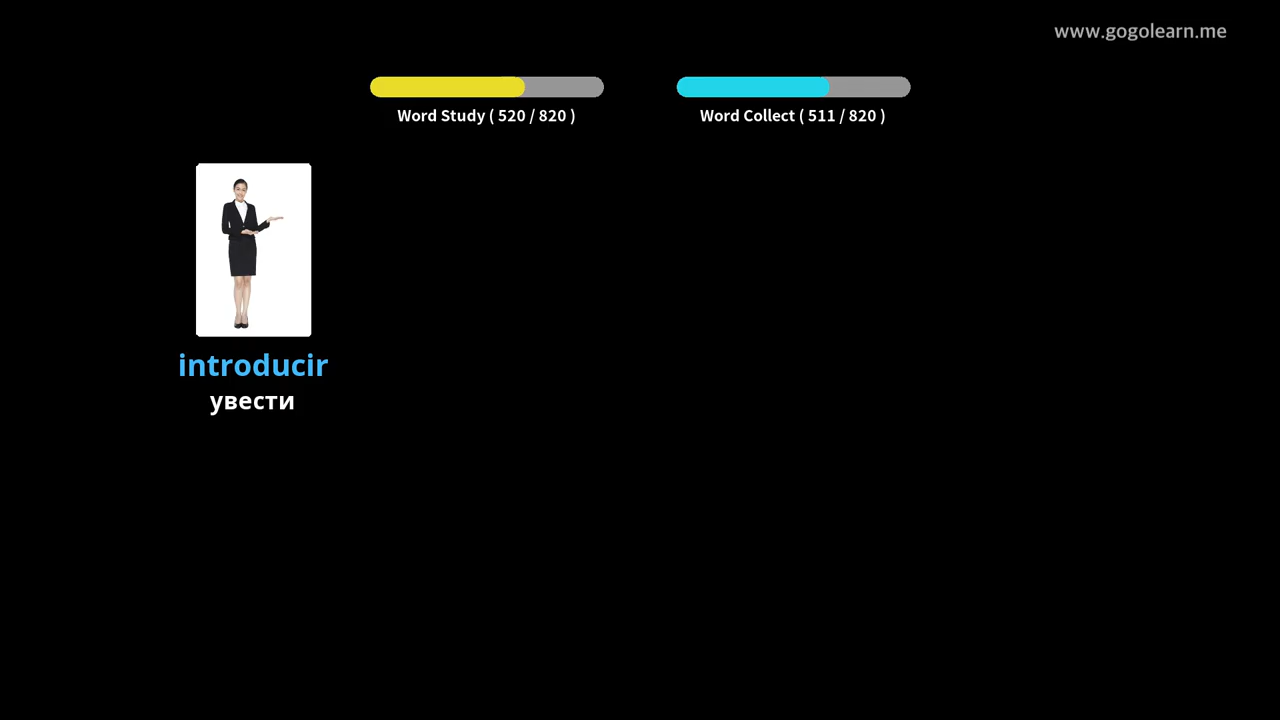 www.gogolearn.me
Word Study ( 520 / 820 )
Word Collect ( 511 / 820 )
introducir
увести